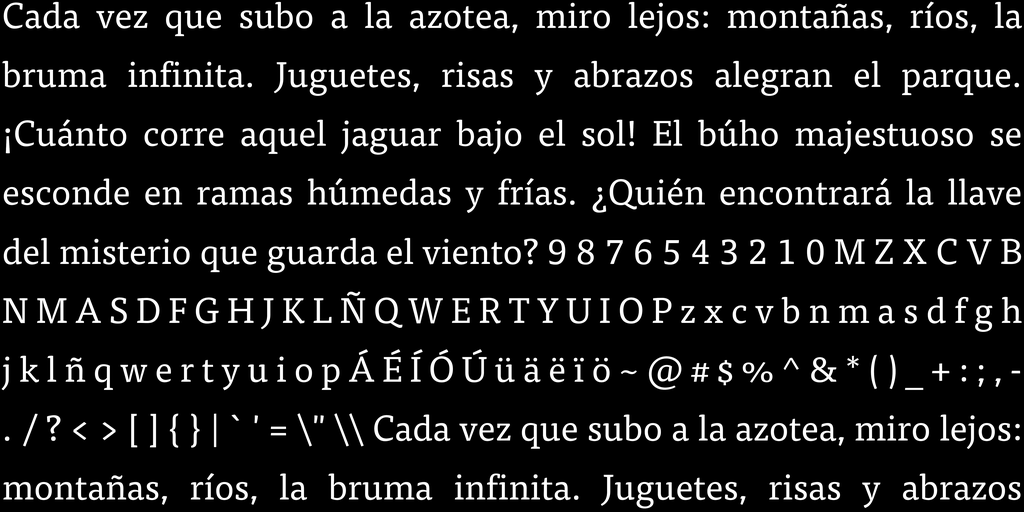 Cada vez que subo a la azotea, miro lejos: montañas, ríos, la
bruma infinita. Juguetes, risas y abrazos alegran el parque.
¡Cuánto corre aquel jaguar bajo el sol! El búho majestuoso se
esconde en ramas húmedas y frías. ¿Quién encontrará la llave
del misterio que guarda el viento? 9 8 7 6 5 4 3 2 1 0 M Z X C V B
N M A S D F G H J K L Ñ Q W E R T Y U I O P z x c v b n m a s d f g h
j k l ñ q w e r t y u i o p Á É Í Ó Ú ü ä ë ï ö ~ @ # $ % ^ & * ( ) _ + : ; , -
. / ? < > [ ] { } | ` ' = \" \\ Cada vez que subo a la azotea, miro lejos:
montañas, ríos, la bruma infinita. Juguetes, risas y abrazos